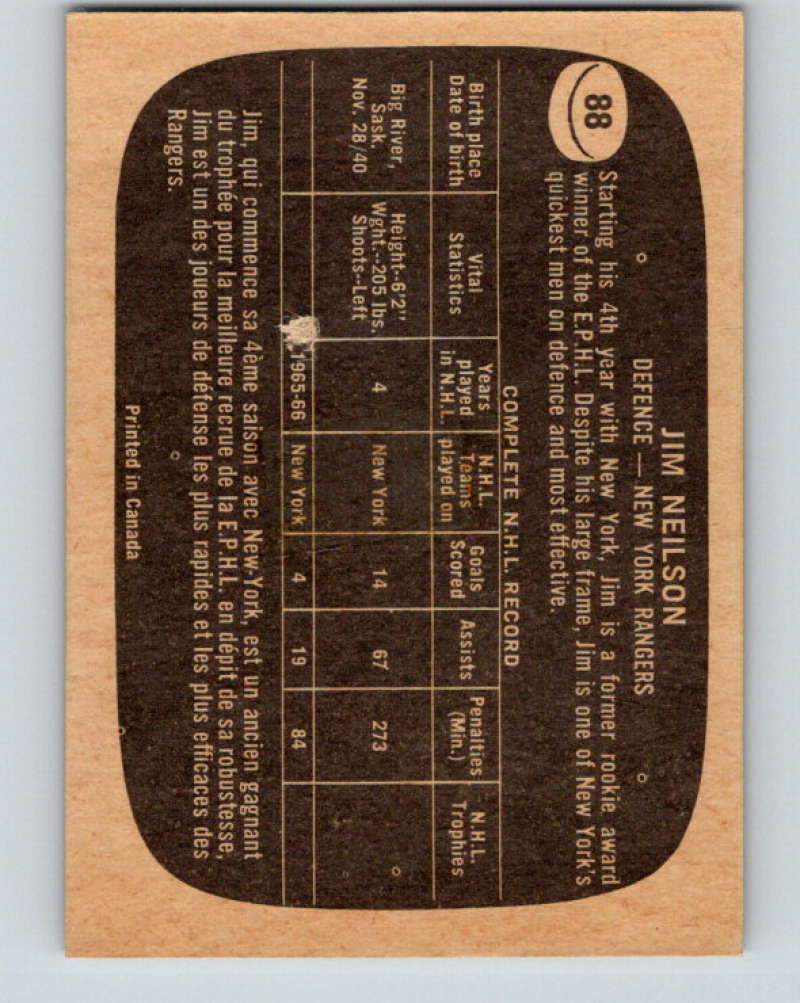 JIM NEILSON
DEFENCE — NEW YORK RANGERS
88
Starting his 4th year with New York, Jim is a former rookie award
winner of the E.P.H.L. Despite his large frame, Jim is one of New York's
quickest men on defence and most effective.
COMPLETE N.H.L. RECORD
Birth place Vital Years N.H.L. Goals Assists Penalties N.H.L.
Date of birth Statistics played Teams Scored (Min.) Trophies
in N.H.L. played on
Big River, Height--6'2"
Sask. Wght.--205 lbs. 4 New York 14 67 273
Nov. 28/40 Shoots--Left
1965-66 New York 4 19 84
Jim, qui commence sa 4ème saison avec New-York, est un ancien gagnant
du trophée pour la meilleure recrue de la E.P.H.L. en dépit de sa robustesse,
Jim est un des joueurs de défense les plus rapides et les plus efficaces des
Rangers.
Printed in Canada